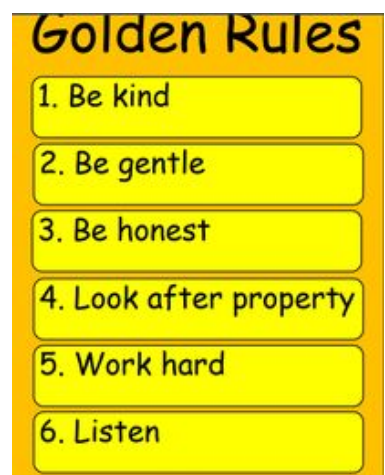 Golden Rules
1. Be kind
2. Be gentle
3. Be honest
4. Look after property
5. Work hard
6. Listen